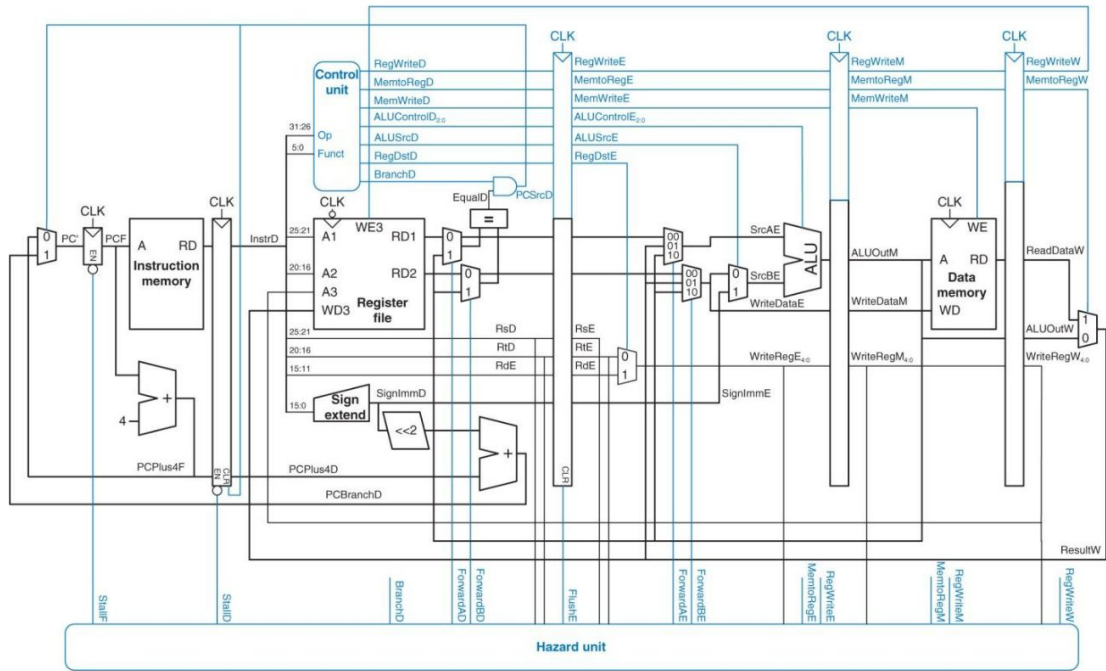 CLK
CLK
CLK
Control
unit
RegWriteD
RegWriteE
RegWriteM
RegWriteW
MemtoRegD
MemtoRegE
MemtoRegM
MemtoRegW
MemWriteD
MemWriteE
MemWriteM
ALUControlD2:0
ALUControlE2:0
31:26
Op
ALUSrcD
ALUSrcE
5:0
Funct
RegDstD
RegDstE
BranchD
EqualD
PCSrcD
CLK
CLK
CLK
CLK
=
0
1
PC'
EN
PCF
A
RD
Instruction
memory
InstrD
25:21
A1
WE3
RD1
0
1
00
01
10
SrcAE
ALU
ALUOutM
WE
A
RD
ReadDataW
20:16
A2
RD2
0
1
00
01
10
0
1
SrcBE
A3
Register
file
WD3
WriteDataE
WriteDataM
Data
memory
WD
1
0
ALUOutW
25:21
RsD
RsE
20:16
RtD
RtE
0
1
WriteRegE4:0
WriteRegM4:0
WriteRegW4:0
15:11
RdE
RdE
15:0
Sign
extend
SignImmD
SignImmE
+
4
<<2
+
PCPlus4F
EN
CLR
PCPlus4D
CLR
PCBranchD
ResultW
StallF
StallD
BranchD
ForwardAD
ForwardBD
FlushE
ForwardAE
ForwardBE
MemtoRegE
RegWriteE
MemtoRegM
RegWriteM
RegWriteW
Hazard unit